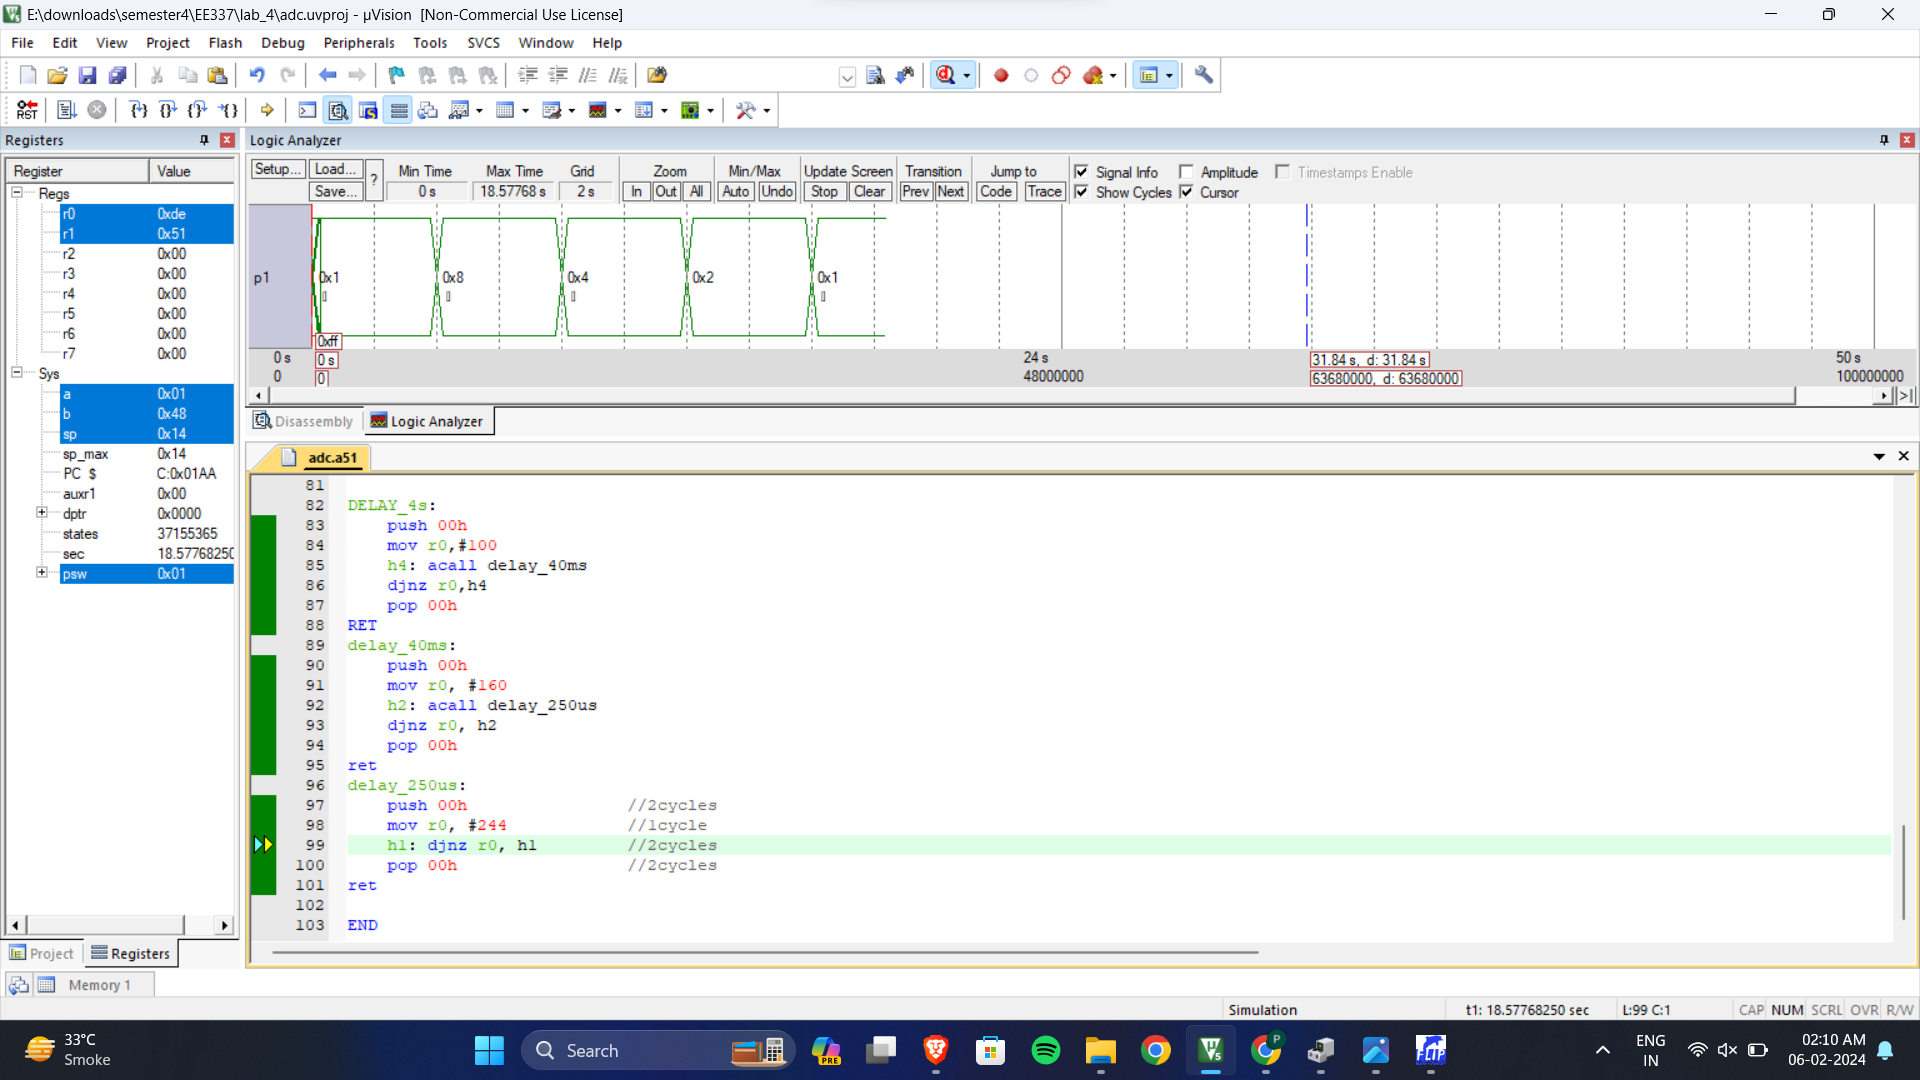 E:\downloads\semester4\EE337\lab_4\adc.uvproj - µVision [Non-Commercial Use License]
File Edit View Project Flash Debug Peripherals Tools SVCS Window Help
RST
Registers
Register Value
Regs
r0 0xde
r1 0x51
r2 0x00
r3 0x00
r4 0x00
r5 0x00
r6 0x00
r7 0x00
Sys
a 0x01
b 0x48
sp 0x14
sp_max 0x14
PC $ C:0x01AA
auxr1 0x00
dptr 0x0000
states 37155365
sec 18.57768250
psw 0x01
Project Registers
Logic Analyzer
Setup... Load... ? Min Time Max Time Grid Zoom Min/Max Update Screen Transition Jump to Signal Info Amplitude Timestamps Enable
Save... 0 s 18.57768 s 2 s In Out All Auto Undo Stop Clear Prev Next Code Trace Show Cycles Cursor
p1 0x1 0x8 0x4 0x2 0x1
0xff
0 s 0 s 24 s 31.84 s, d: 31.84 s 50 s
0 0 48000000 63680000, d: 63680000 100000000
Disassembly Logic Analyzer
adc.a51
81
82 DELAY_4s:
83 push 00h
84 mov r0,#100
85 h4: acall delay_40ms
86 djnz r0,h4
87 pop 00h
88 RET
89 delay_40ms:
90 push 00h
91 mov r0, #160
92 h2: acall delay_250us
93 djnz r0, h2
94 pop 00h
95 ret
96 delay_250us:
97 push 00h //2cycles
98 mov r0, #244 //1cycle
99 h1: djnz r0, h1 //2cycles
100 pop 00h //2cycles
101 ret
102
103 END
Memory 1
Simulation t1: 18.57768250 sec L:99 C:1 CAP NUM SCRL OVR R/W
33°C
Smoke
Search
PRE
FLIP
P
ENG
IN
02:10 AM
06-02-2024